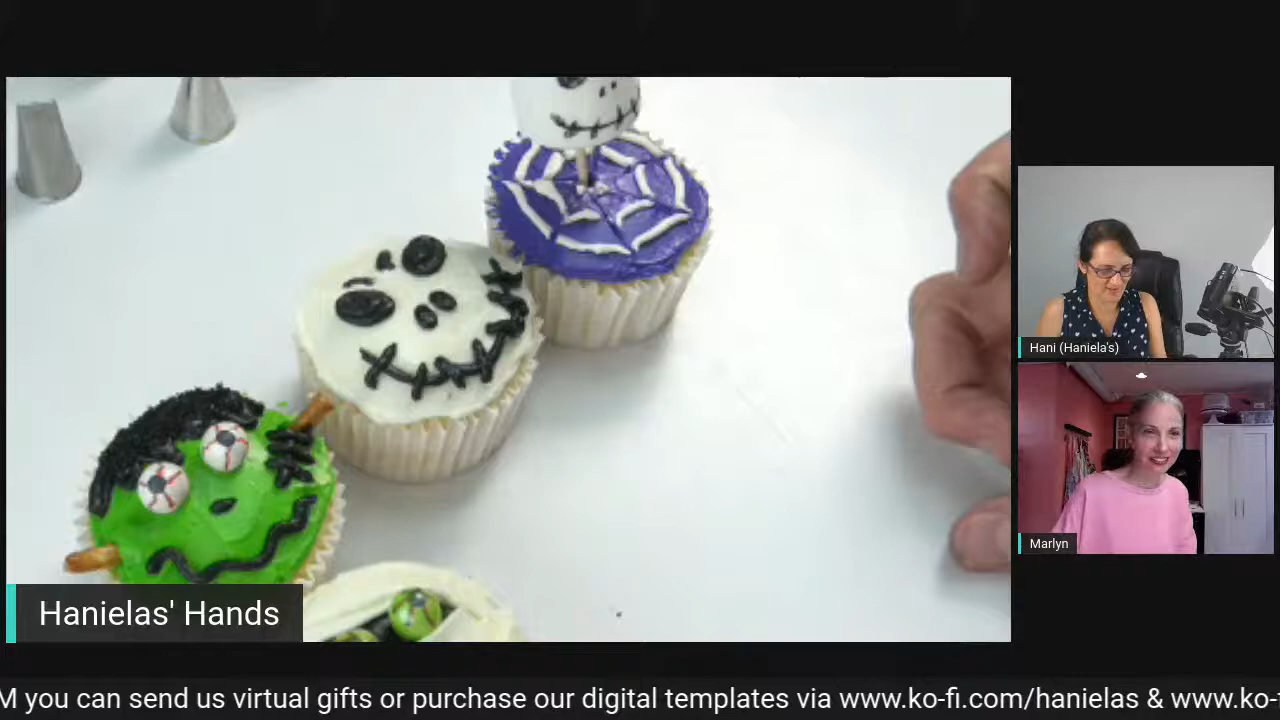 Hani (Haniela's)
Marlyn
Hanielas' Hands
M you can send us virtual gifts or purchase our digital templates via www.ko-fi.com/hanielas & www.ko-